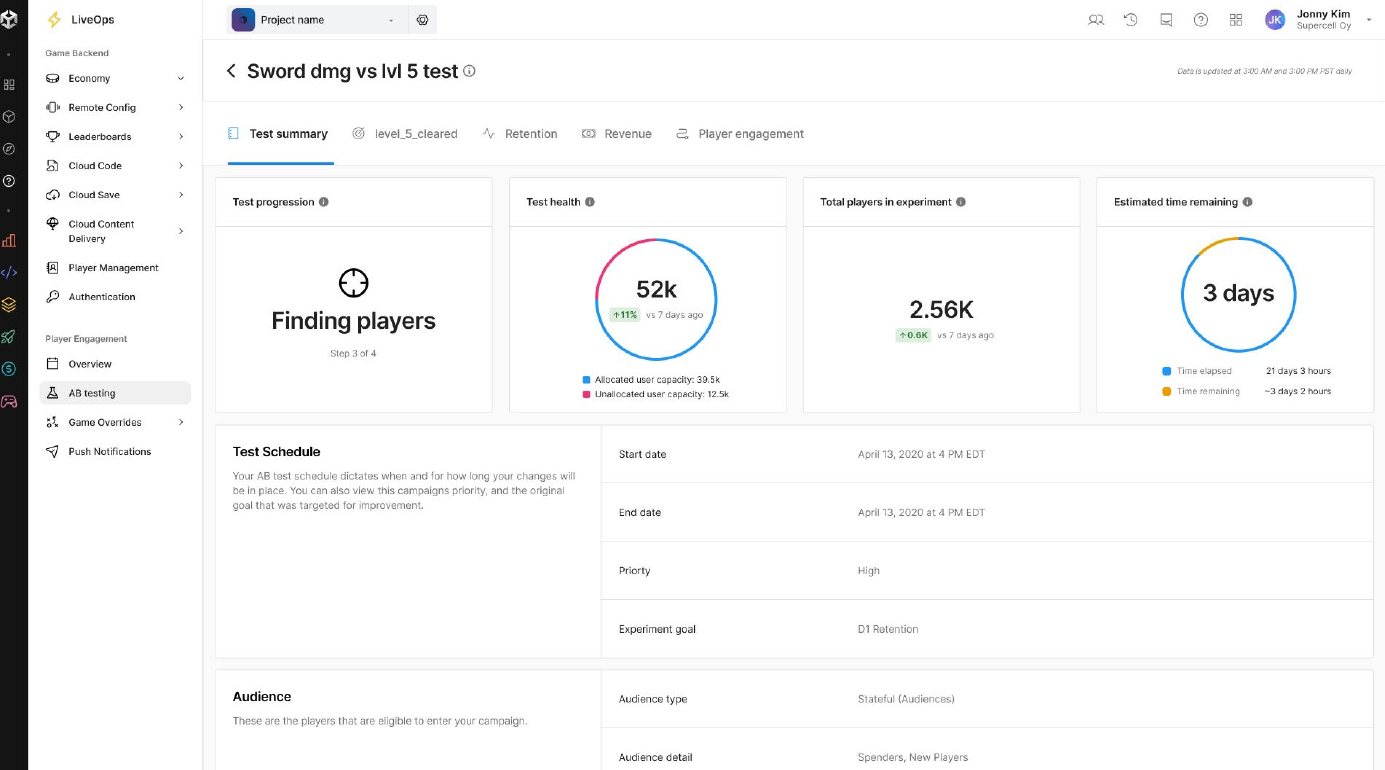 LiveOps
Project name
Jonny Kim
JK
Supercell Oy
Game Backend
Economy
Remote Config
Leaderboards
Cloud Code
Cloud Save
Cloud Content
Delivery
Player Management
Authentication
Player Engagement
Overview
AB testing
Game Overrides
Push Notifications
Sword dmg vs lvl 5 test
Data is updated at 3:00 AM and 3:00 PM PST daily
Test summary
level_5_cleared
Retention
Revenue
Player engagement
Test progression
Finding players
Step 3 of 4
Test health
52k
↑11% vs 7 days ago
Allocated user capacity: 39.5k
Unallocated user capacity: 12.5k
Total players in experiment
2.56K
↑0.6K vs 7 days ago
Estimated time remaining
3 days
Time elapsed 21 days 3 hours
Time remaining ~3 days 2 hours
Test Schedule
Your AB test schedule dictates when and for how long your changes will
be in place. You can also view this campaigns priority, and the original
goal that was targeted for improvement.
Start date April 13, 2020 at 4 PM EDT
End date April 13, 2020 at 4 PM EDT
Priorty High
Experiment goal D1 Retention
Audience
These are the players that are eligible to enter your campaign.
Audience type Stateful (Audiences)
Audience detail Spenders, New Players